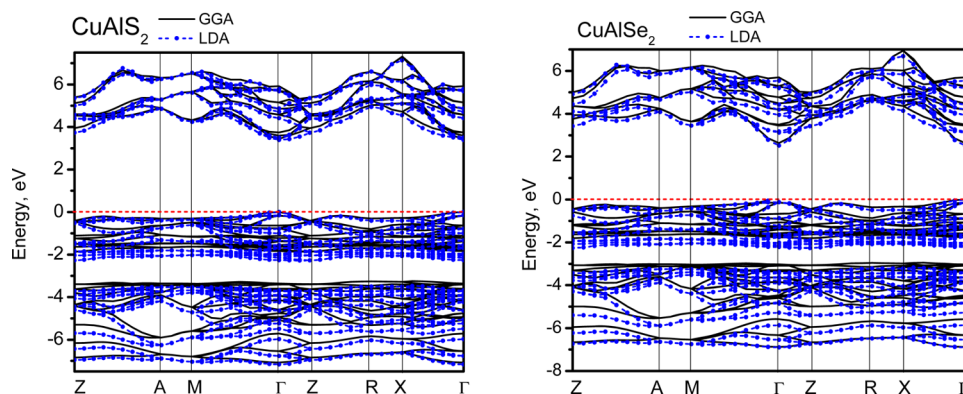 CuAlS2
GGA
LDA
Energy, eV
6
4
2
0
-2
-4
-6
Z A M Γ Z R X Γ
CuAlSe2
GGA
LDA
Energy, eV
6
4
2
0
-2
-4
-6
-8
Z A M Γ Z R X